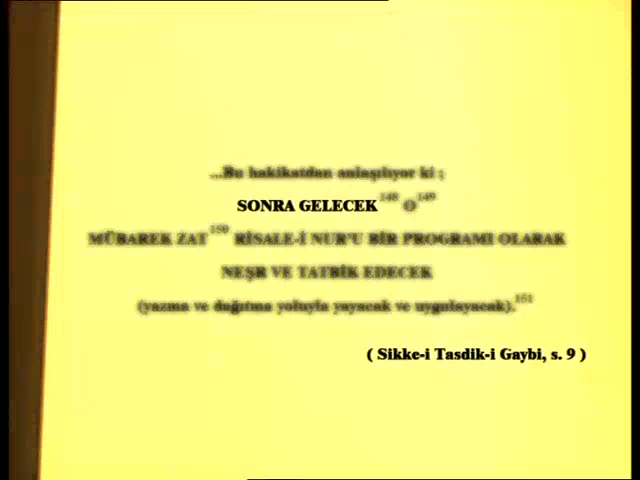 ...Bu hakikatdan anlaşılıyor ki ;
SONRA GELECEK 148 O 149
MÜBAREK ZAT 150 RİSALE-İ NUR'U BİR PROGRAMI OLARAK
NEŞR VE TATBİK EDECEK
(yazma ve dağıtma yoluyla yayacak ve uygulayacak). 151
( Sikke-i Tasdik-i Gaybi, s. 9 )